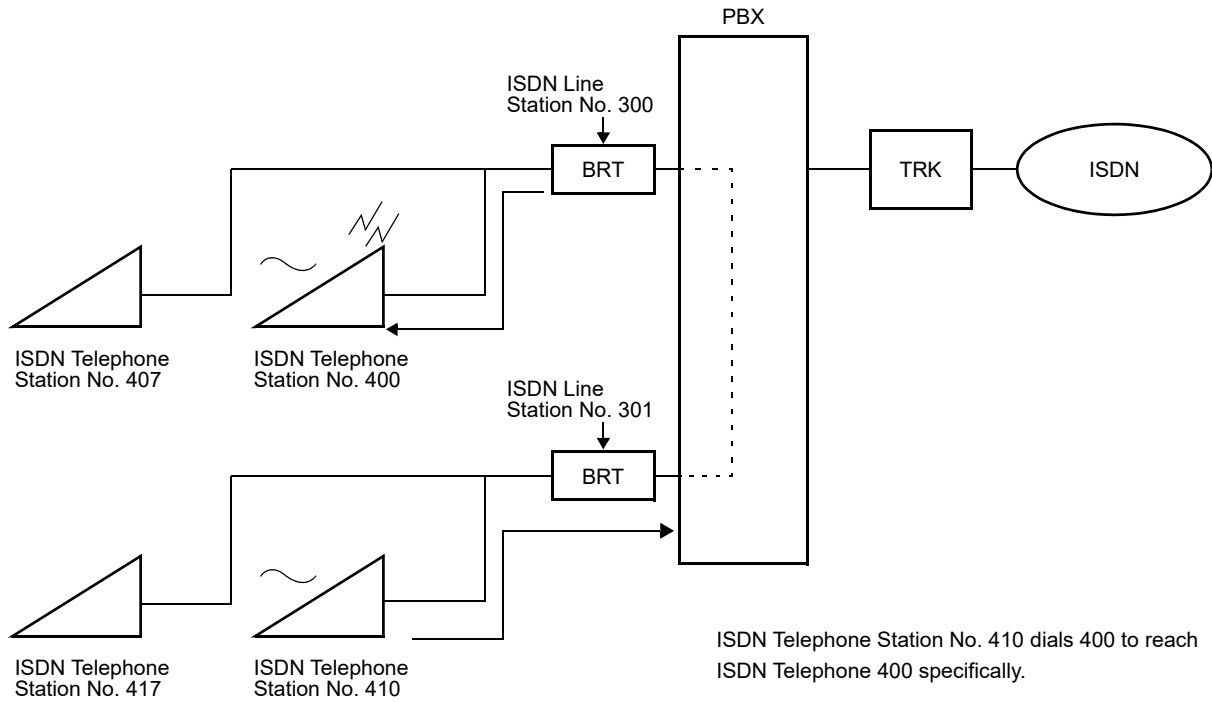 PBX
ISDN Line
Station No. 300
BRT
TRK
ISDN
ISDN Telephone
Station No. 407
ISDN Telephone
Station No. 400
ISDN Line
Station No. 301
BRT
ISDN Telephone
Station No. 417
ISDN Telephone
Station No. 410
ISDN Telephone Station No. 410 dials 400 to reach
ISDN Telephone 400 specifically.